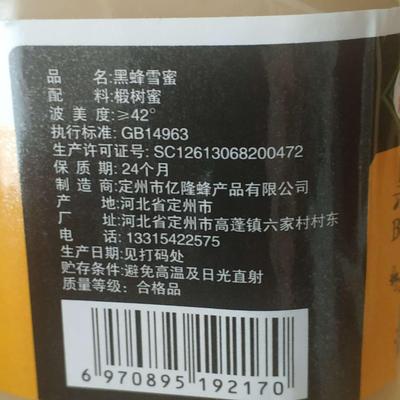 品 名:黑蜂雪蜜
配 料:椴树蜜
波 美 度:≥42°
执行标准:GB14963
生产许可证号: SC12613068200472
保 质 期:24个月
制 造 商:定州市亿隆蜂产品有限公司
产 地:河北省定州市
厂 址:河北省定州市高蓬镇六家村村东
电 话: 13315422575
生产日期:见打码处
贮存条件:避免高温及日光直射
质量等级: 合格品
6 970895 192170